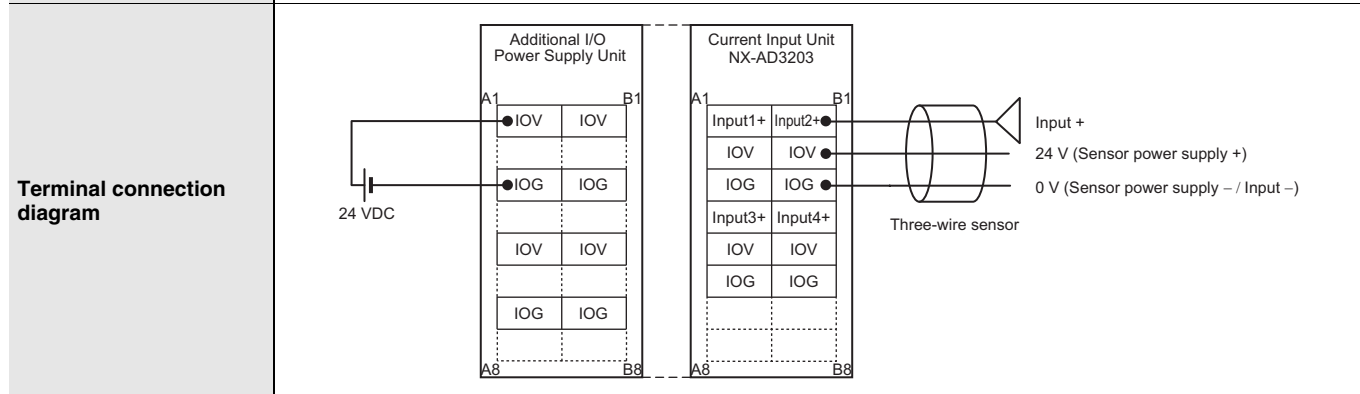 Terminal connection
diagram
Additional I/O
Power Supply Unit
A1 B1
IOV IOV
IOG IOG
IOV IOV
IOG IOG
A8 B8
24 VDC
Current Input Unit
NX-AD3203
A1 B1
Input1+ Input2+
IOV IOV
IOG IOG
Input3+ Input4+
IOV IOV
IOG IOG
A8 B8
Input +
24 V (Sensor power supply +)
0 V (Sensor power supply – / Input –)
Three-wire sensor